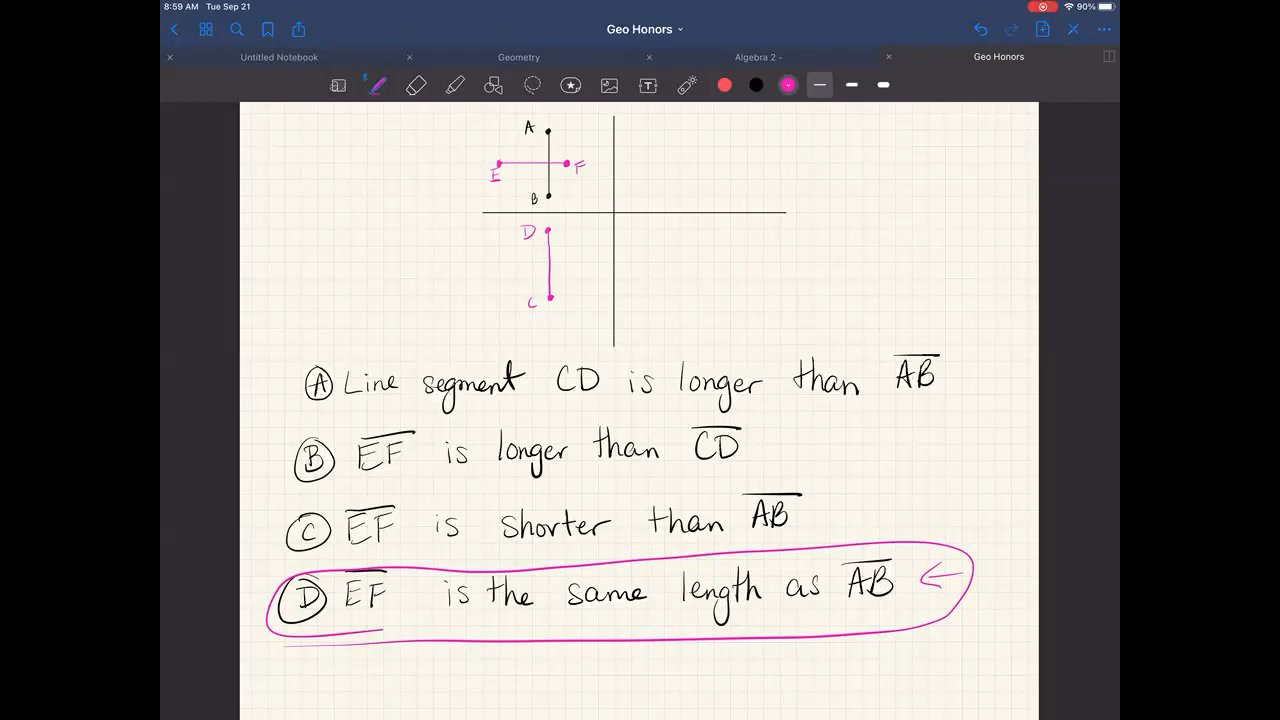 8:59 AM Tue Sep 21
90%
Geo Honors
Untitled Notebook
Geometry
Algebra 2 -
Geo Honors
A
E
F
B
D
C
A Line segment CD is longer than AB
B EF is longer than CD
C EF is shorter than AB
D EF is the same length as AB ←